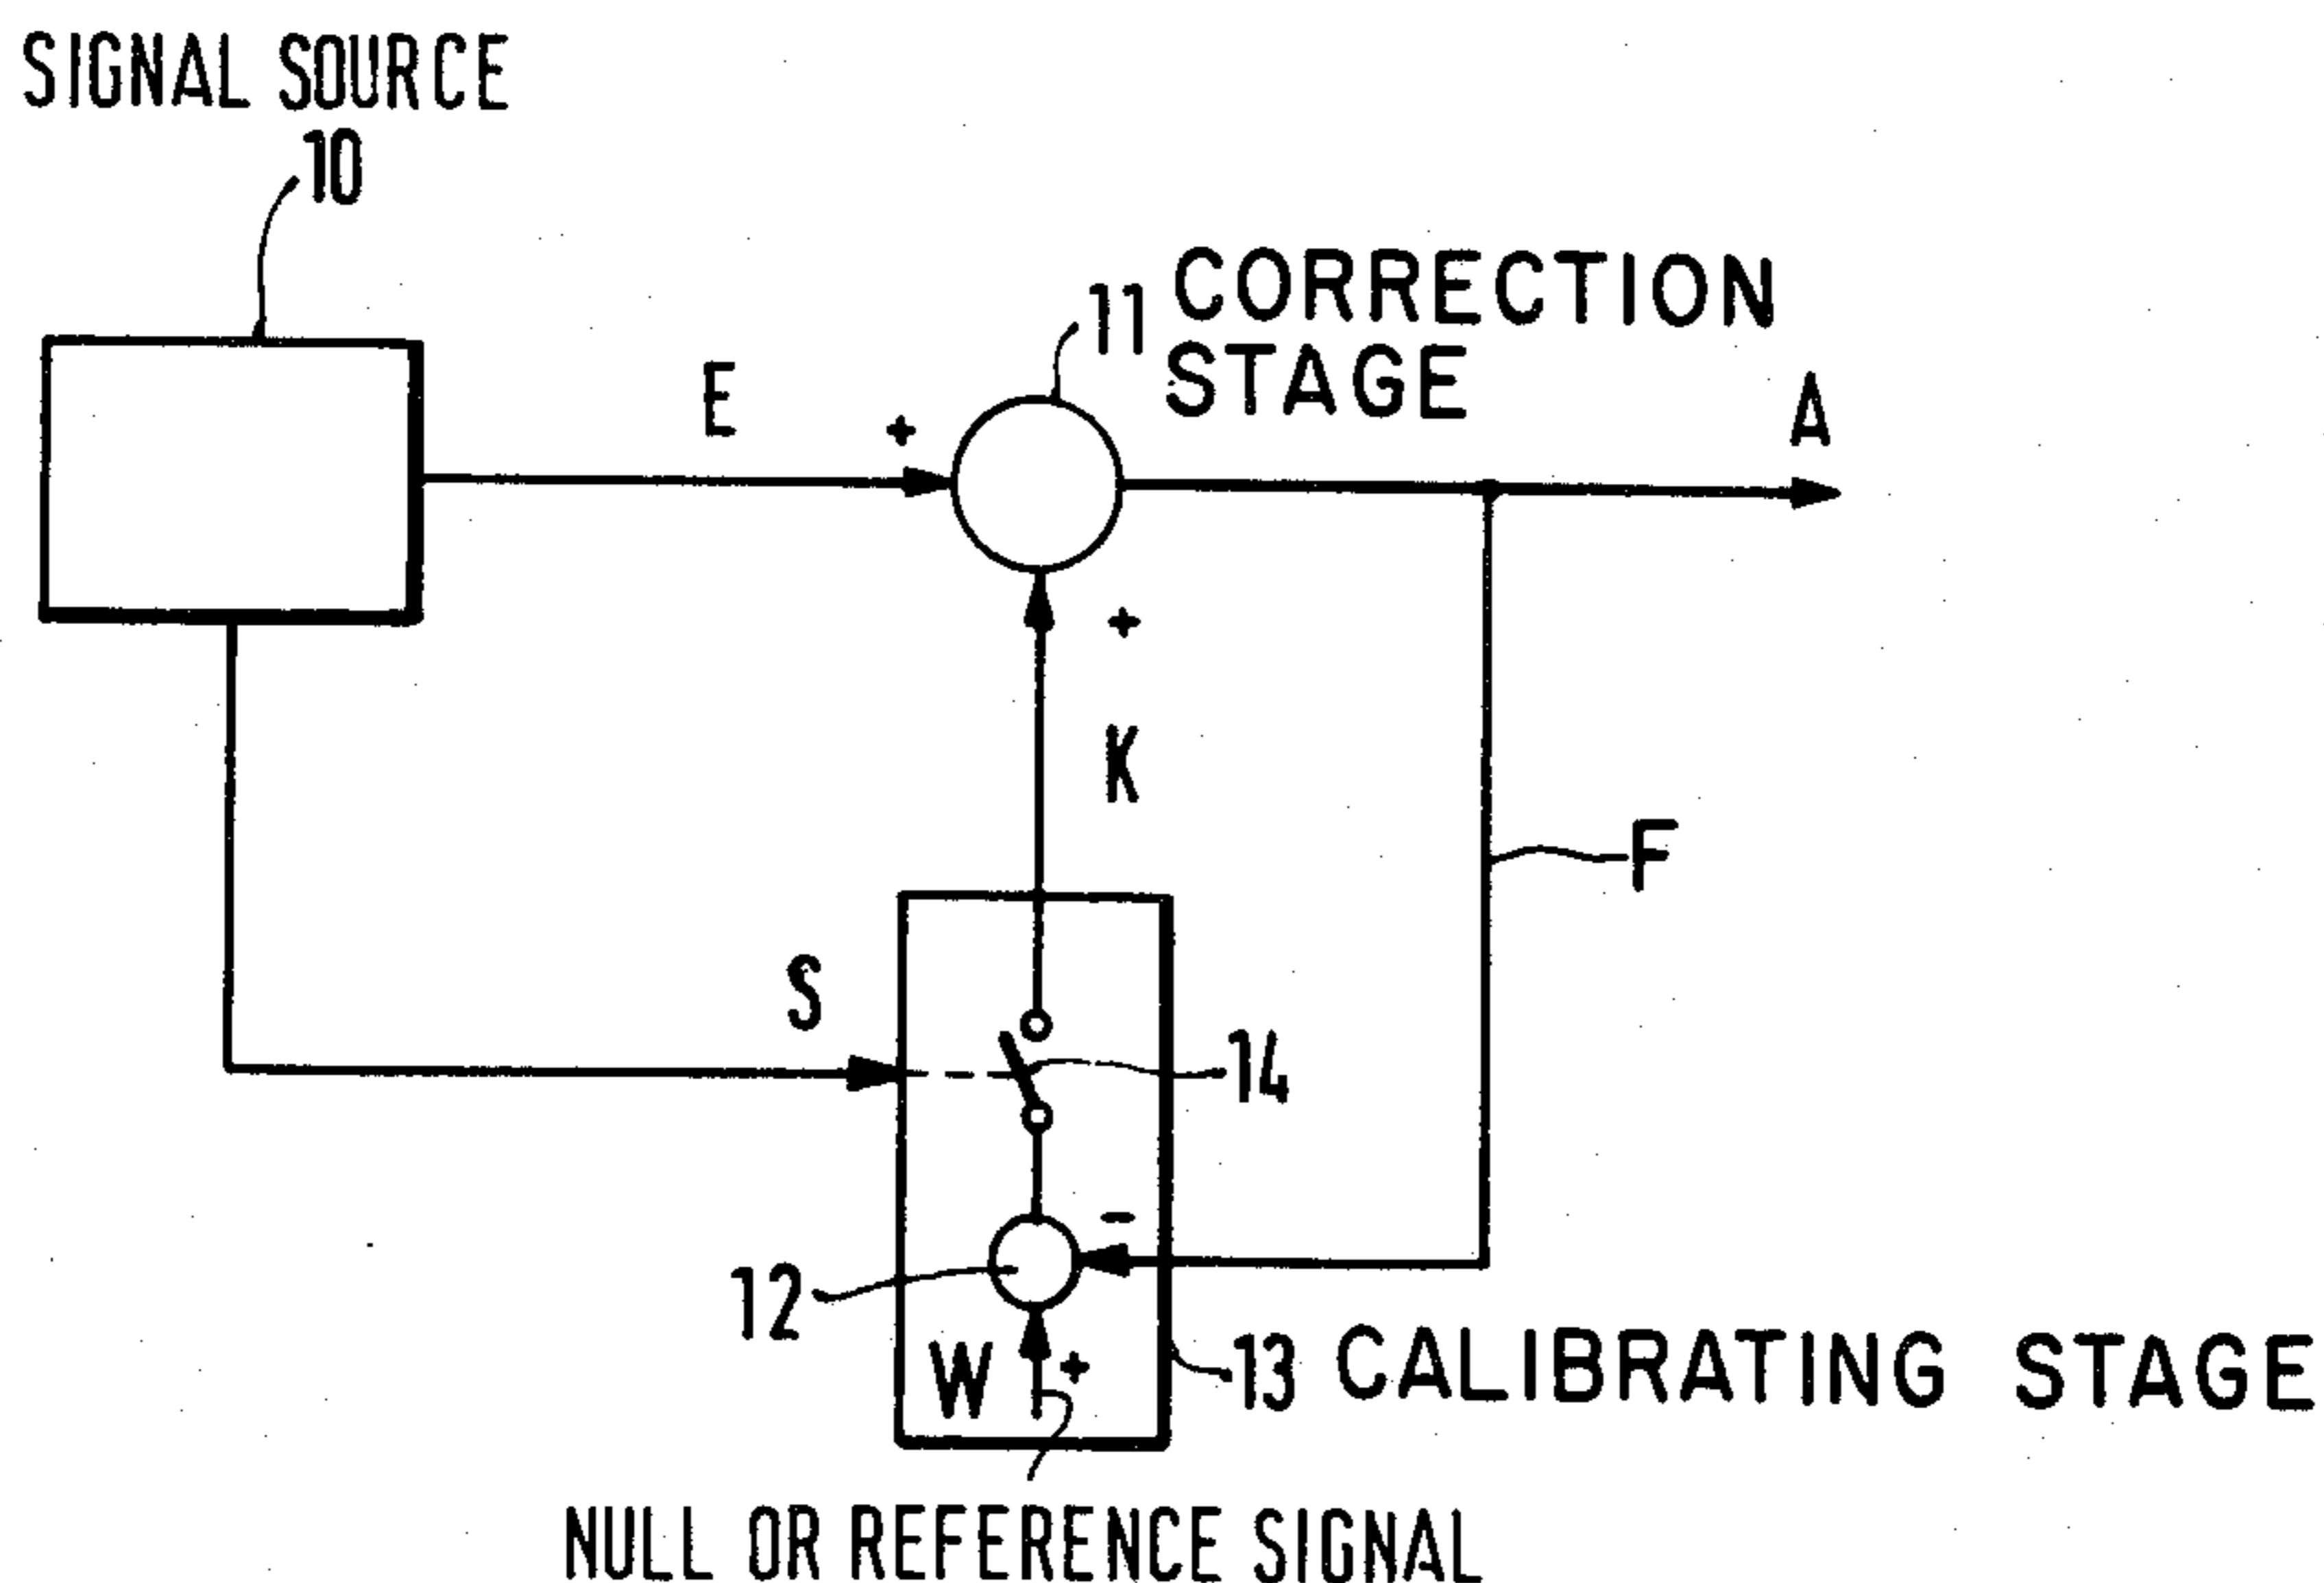 SIGNAL SOURCE
10
11 CORRECTION
STAGE
E
+
A
+
K
F
S
14
-
12
W
+
13 CALIBRATING STAGE
NULL OR REFERENCE SIGNAL